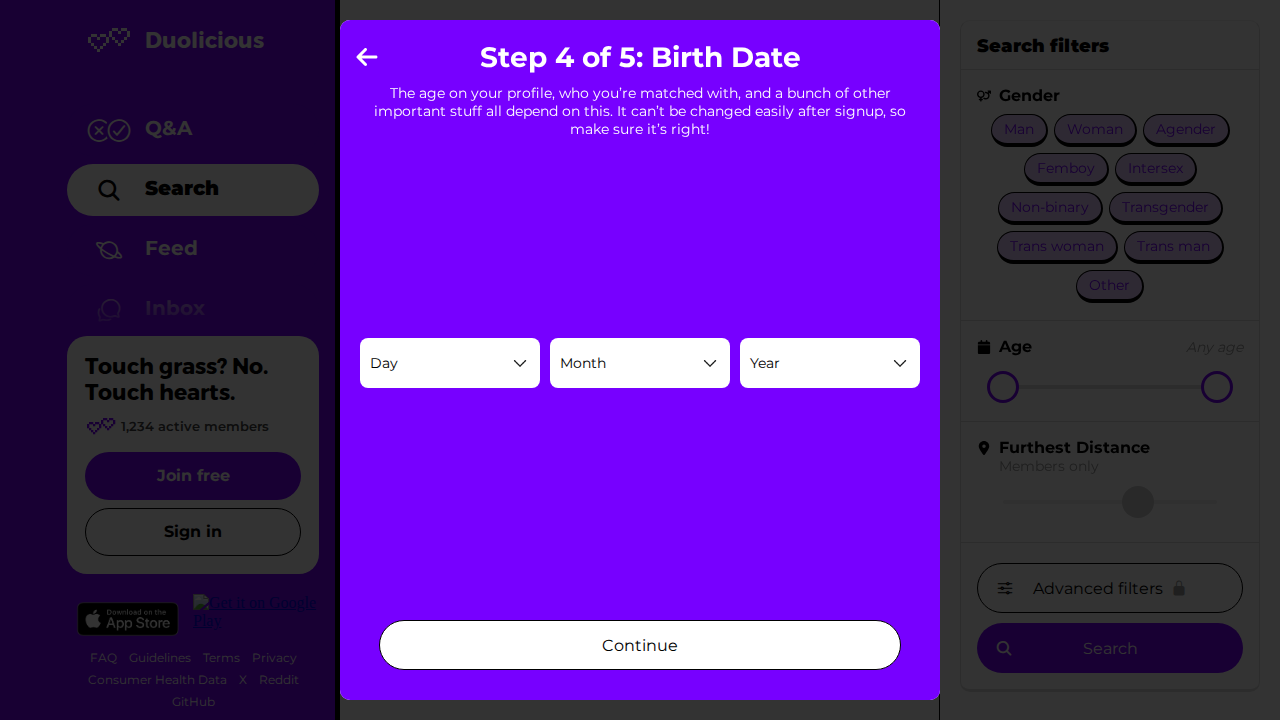 Duolicious
Q&A
Search
Feed
Inbox
Touch grass? No.
Touch hearts.
1,234 active members
Join free
Sign in
Download on the
App Store
Get it on Google
Play
FAQ Guidelines Terms Privacy
Consumer Health Data X Reddit
GitHub
Step 4 of 5: Birth Date
The age on your profile, who you’re matched with, and a bunch of other
important stuff all depend on this. It can’t be changed easily after signup, so
make sure it’s right!
Day
Month
Year
Continue
Search filters
Gender
Man Woman Agender
Femboy Intersex
Non-binary Transgender
Trans woman Trans man
Other
Age Any age
Furthest Distance
Members only
Advanced filters
Search